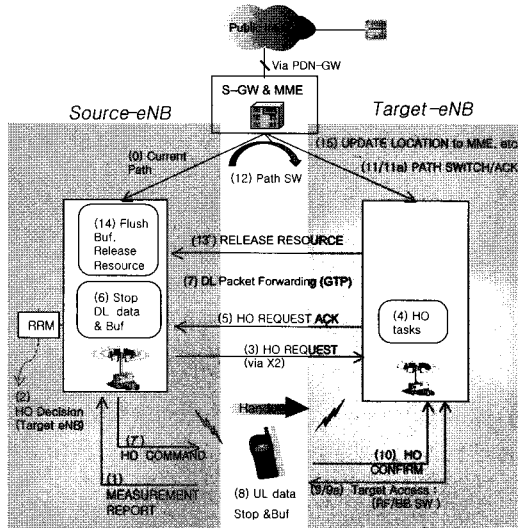 Public
Via PDN-GW
S-GW & MME
Source-eNB
Target-eNB
(15) UPDATE LOCATION to MME, etc
(0) Current
Path
(11/11a) PATH SWITCH/ACK
(12) Path SW
(14) Flush
Buf,
Release
Resource
(13') RELEASE RESOURCE
(7) DL Packet Forwarding (GTP)
(6) Stop
DL data
& Buf
(5) HO REQUEST ACK
(4) HO
tasks
RRM
(3) HO REQUEST
(via X2)
(2)
HO Decision
(Target eNB)
Handover
(7')
HO COMMAND
(10) HO
CONFIRM
(1)
MEASUREMENT
REPORT
(8) UL data
Stop &Buf
(9/9a) Target Access :
(RF/BB SW )